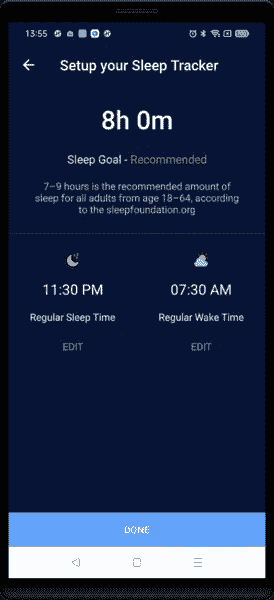 13:55
Setup your Sleep Tracker
8h 0m
Sleep Goal - Recommended
7–9 hours is the recommended amount of
sleep for all adults from age 18–64, according
to the sleepfoundation.org
11:30 PM
07:30 AM
Regular Sleep Time
Regular Wake Time
EDIT
EDIT
DONE